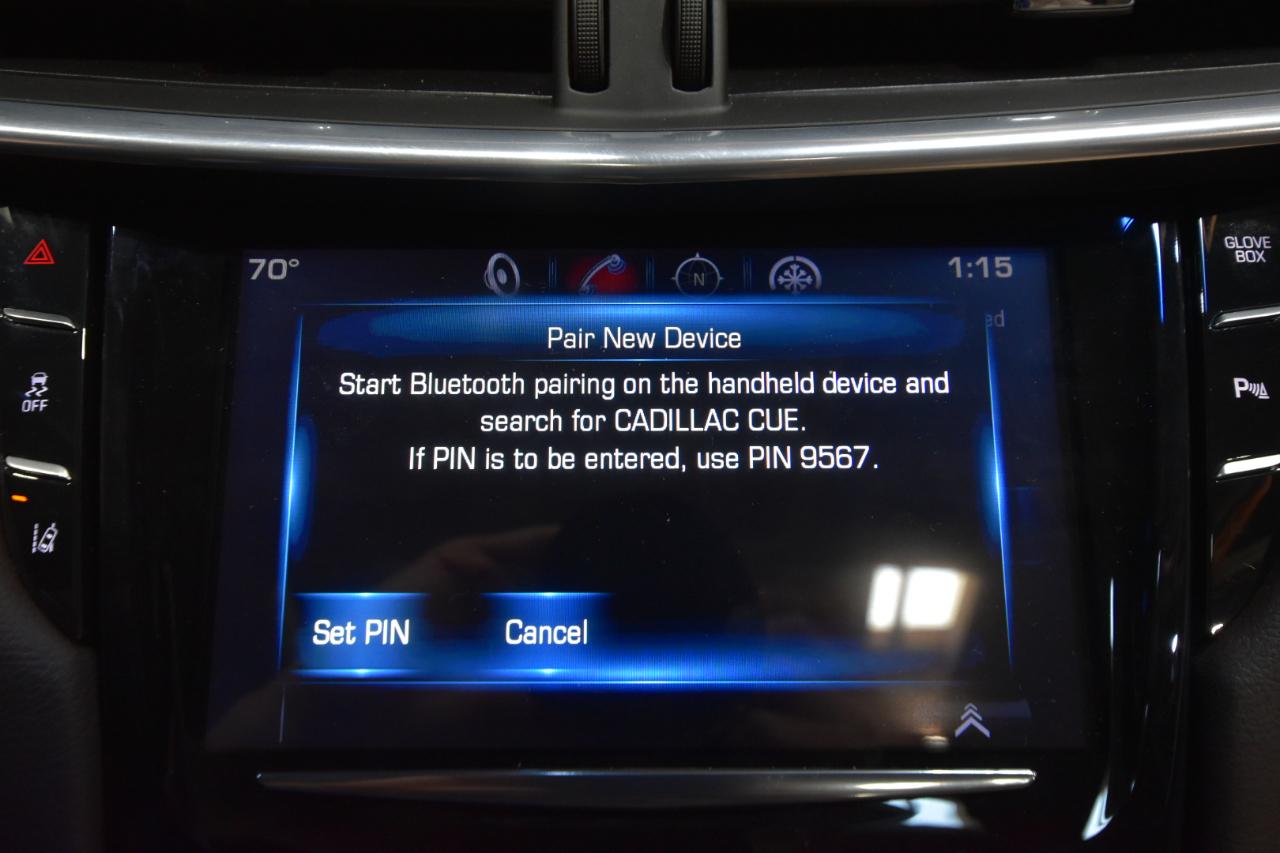 GLOVE
BOX
70°
N
1:15
ed
Pair New Device
Start Bluetooth pairing on the handheld device and
search for CADILLAC CUE.
If PIN is to be entered, use PIN 9567.
OFF
P
Set PIN
Cancel